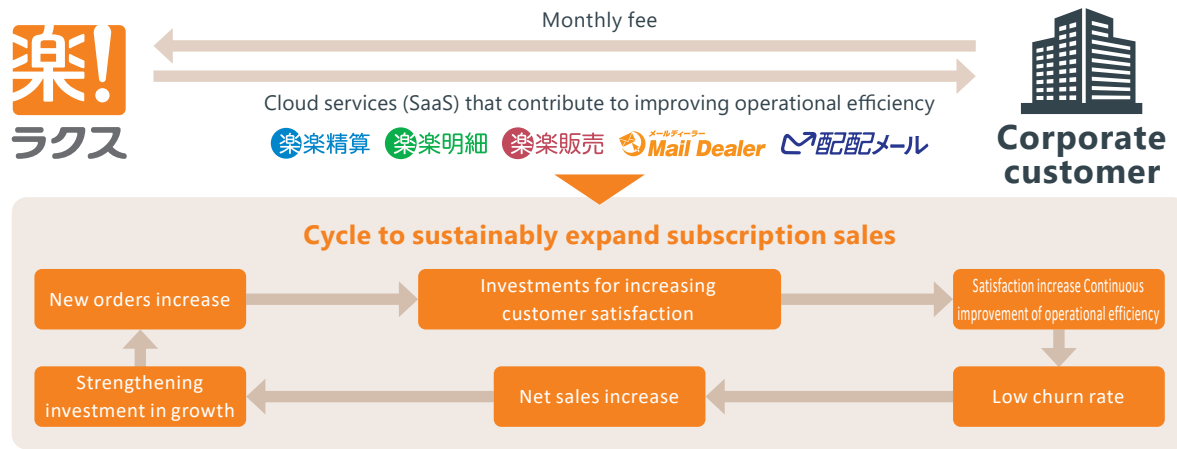 Monthly fee
楽!
ラクス
Cloud services (SaaS) that contribute to improving operational efficiency
楽楽精算
楽楽明細
楽楽販売
メールディーラー
Mail Dealer
配配メール
Corporate
customer
Cycle to sustainably expand subscription sales
New orders increase
Investments for increasing
customer satisfaction
Satisfaction increase Continuous
improvement of operational efficiency
Strengthening
investment in growth
Net sales increase
Low churn rate